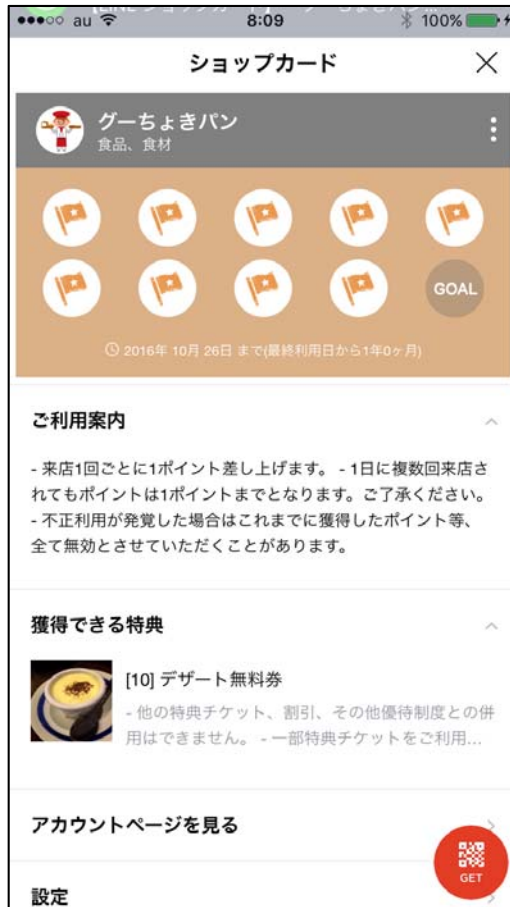 au 8:09 100%
ショップカード
グーちょきパン
食品、食材
GOAL
2016年 10月 26日 まで(最終利用日から1年0ヶ月)
ご利用案内
- 来店1回ごとに1ポイント差し上げます。 - 1日に複数回来店さ
れてもポイントは1ポイントまでとなります。ご了承ください。
- 不正利用が発覚した場合はこれまでに獲得したポイント等、
全て無効とさせていただくことがあります。
獲得できる特典
[10] デザート無料券
- 他の特典チケット、割引、その他優待制度との併
用はできません。 - 一部特典チケットをご利用...
アカウントページを見る
GET
設定